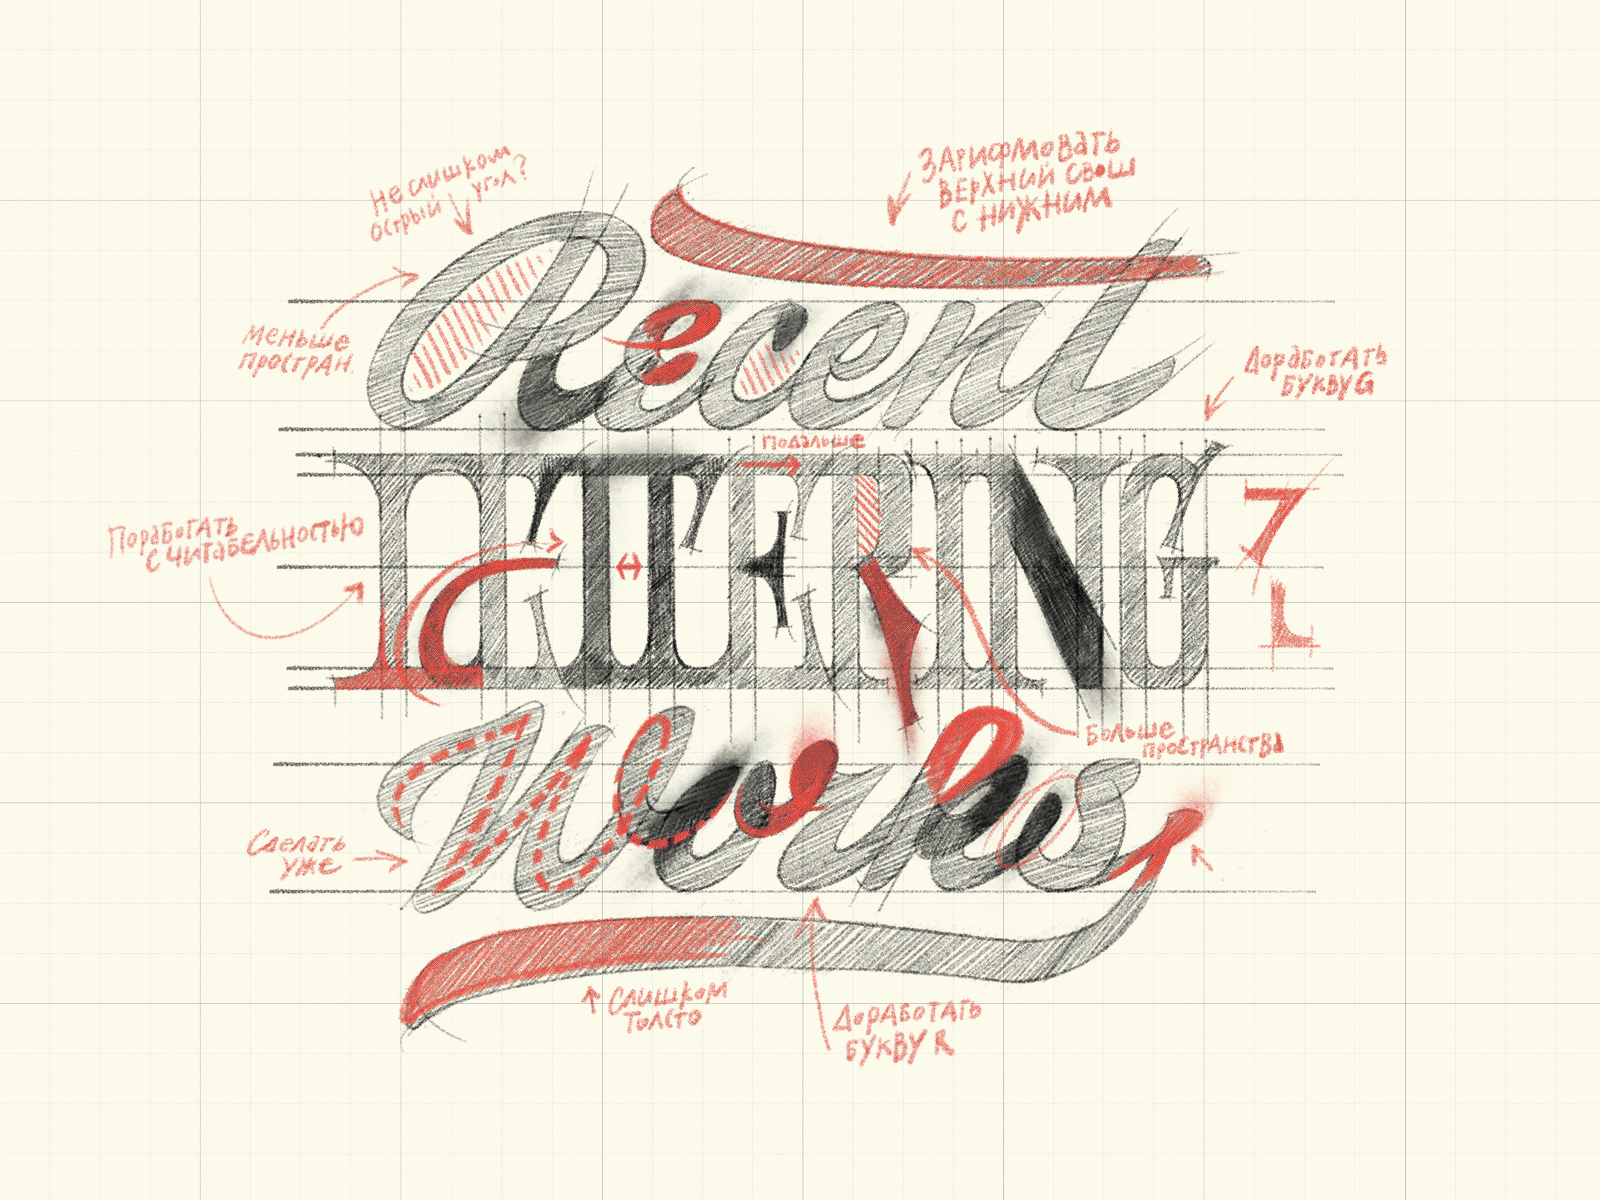 Не слишком
острый угол?
Зарифмовать
верхний свош
с нижним
Recent
Меньше
простран.
Доработать
букву G
Подальше
LETTERING
Поработать
с читабельностью
7
L
Больше
пространства
Works
Сделать
уже
Слишком
толсто
Доработать
букву R